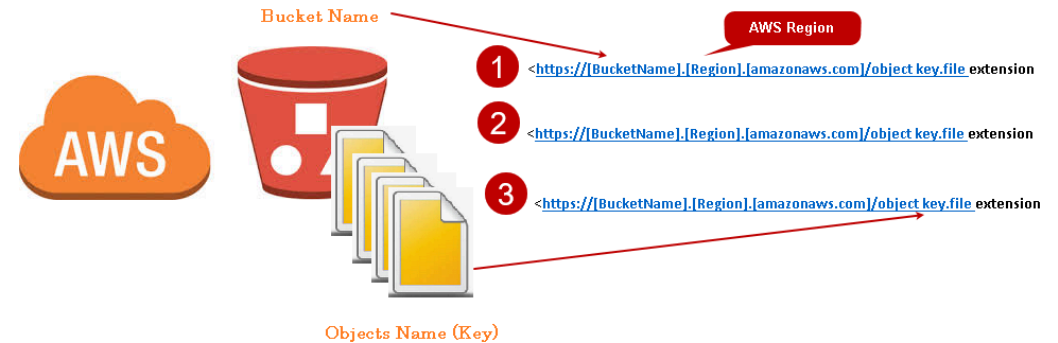 Bucket Name
AWS Region
AWS
1 <https://[BucketName].[Region].[amazonaws.com]/object key.file extension
2 <https://[BucketName].[Region].[amazonaws.com]/object key.file extension
3 <https://[BucketName].[Region].[amazonaws.com]/object key.file extension
Objects Name (Key)